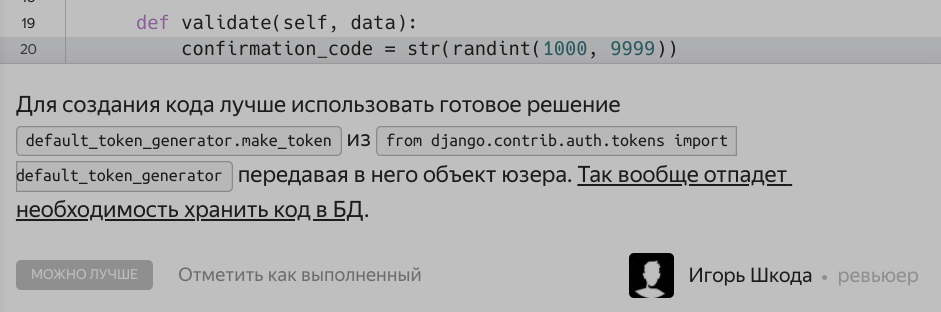 19 def validate(self, data):
20 confirmation_code = str(randint(1000, 9999))
Для создания кода лучше использовать готовое решение
default_token_generator.make_token из from django.contrib.auth.tokens import
default_token_generator передавая в него объект юзера. Так вообще отпадет
необходимость хранить код в БД.
МОЖНО ЛУЧШЕ Отметить как выполненный Игорь Шкода • ревьюер